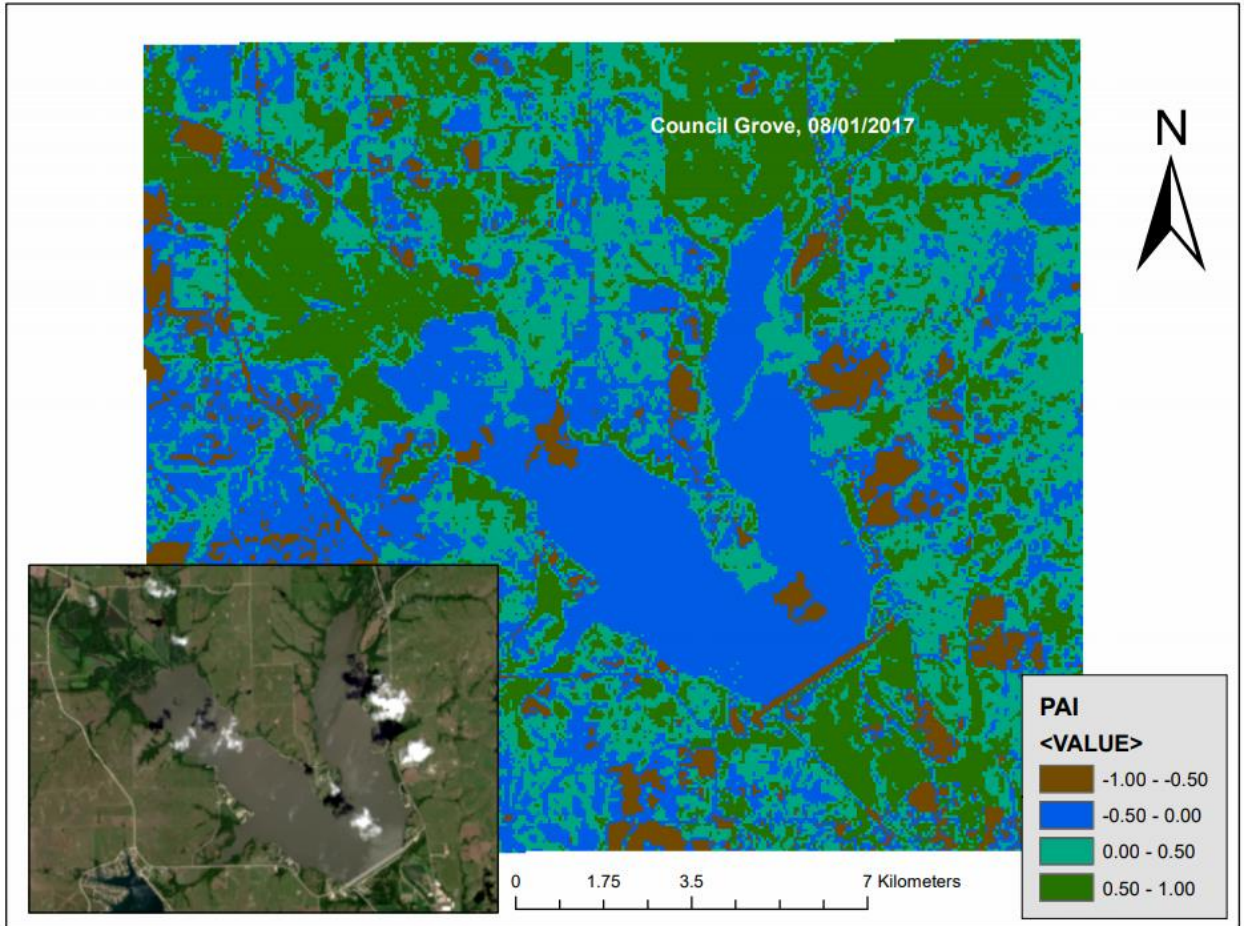 Council Grove, 08/01/2017
N
PAI
<VALUE>
-1.00 - -0.50
-0.50 - 0.00
0.00 - 0.50
0.50 - 1.00
0 1.75 3.5 7 Kilometers